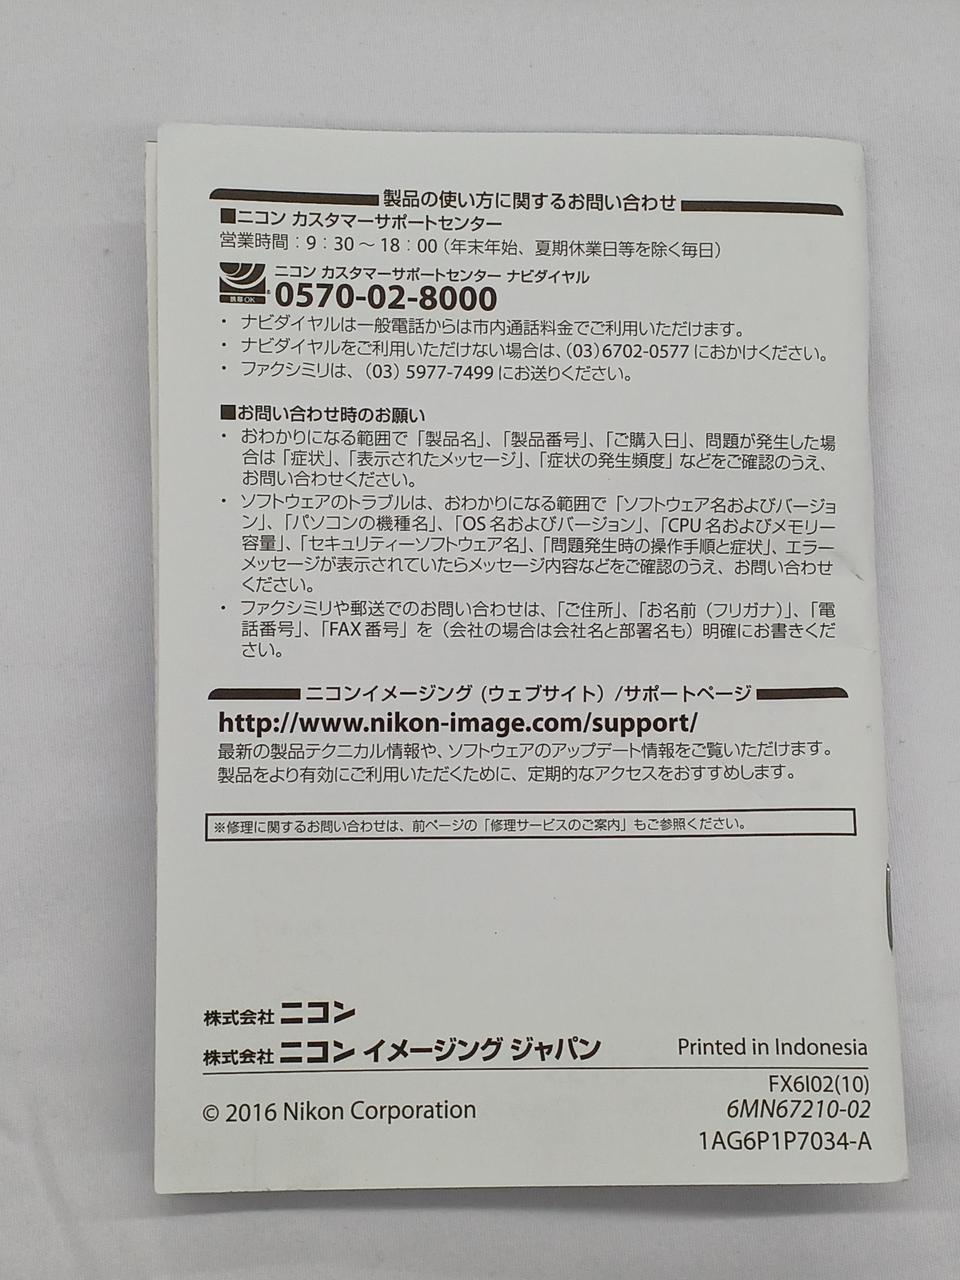 製品の使い方に関するお問い合わせ
■ニコン カスタマーサポートセンター
営業時間：9：30～18：00（年末年始、夏期休業日等を除く毎日）
ニコン カスタマーサポートセンター ナビダイヤル
携帯OK
0570-02-8000
・ ナビダイヤルは一般電話からは市内通話料金でご利用いただけます。
・ ナビダイヤルをご利用いただけない場合は、（03）6702-0577 におかけください。
・ ファクシミリは、（03）5977-7499 にお送りください。
■お問い合わせ時のお願い
・ おわかりになる範囲で「製品名」、「製品番号」、「ご購入日」、問題が発生した場
合は「症状」、「表示されたメッセージ」、「症状の発生頻度」などをご確認のうえ、
お問い合わせください。
・ ソフトウェアのトラブルは、おわかりになる範囲で「ソフトウェア名およびバージョ
ン」、「パソコンの機種名」、「OS 名およびバージョン」、「CPU 名およびメモリー
容量」、「セキュリティーソフトウェア名」、「問題発生時の操作手順と症状」、エラー
メッセージが表示されていたらメッセージ内容などをご確認のうえ、お問い合わせ
ください。
・ ファクシミリや郵送でのお問い合わせは、「ご住所」、「お名前（フリガナ）」、「電
話番号」、「FAX 番号」を（会社の場合は会社名と部署名も）明確にお書きくだ
さい。
ニコンイメージング（ウェブサイト）/サポートページ
http://www.nikon-image.com/support/
最新の製品テクニカル情報や、ソフトウェアのアップデート情報をご覧いただけます。
製品をより有効にご利用いただくために、定期的なアクセスをおすすめします。
※修理に関するお問い合わせは、前ページの「修理サービスのご案内」もご参照ください。
株式会社 ニコン
株式会社 ニコン イメージング ジャパン
Printed in Indonesia
© 2016 Nikon Corporation
FX6I02(10)
6MN67210-02
1AG6P1P7034-A